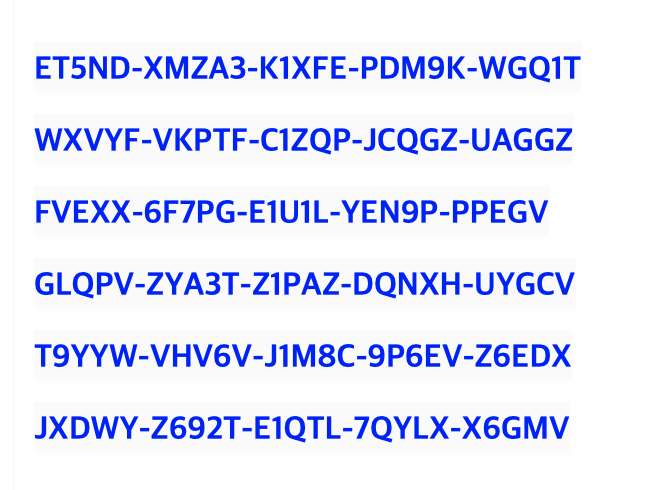 ET5ND-XMZA3-K1XFE-PDM9K-WGQ1T
WXVYF-VKPTF-C1ZQP-JCQGZ-UAGGZ
FVEXX-6F7PG-E1U1L-YEN9P-PPEGV
GLQPV-ZYA3T-Z1PAZ-DQNXH-UYGCV
T9YYW-VHV6V-J1M8C-9P6EV-Z6EDX
JXDWY-Z692T-E1QTL-7QYLX-X6GMV